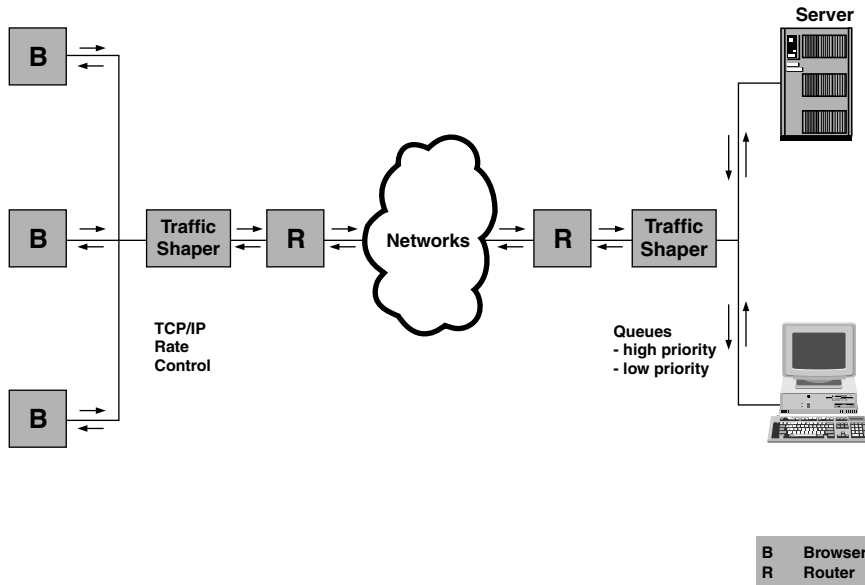 Server
B
B
Traffic
Shaper
R
Networks
R
Traffic
Shaper
TCP/IP
Rate
Control
Queues
- high priority
- low priority
B
B Browser
R Router